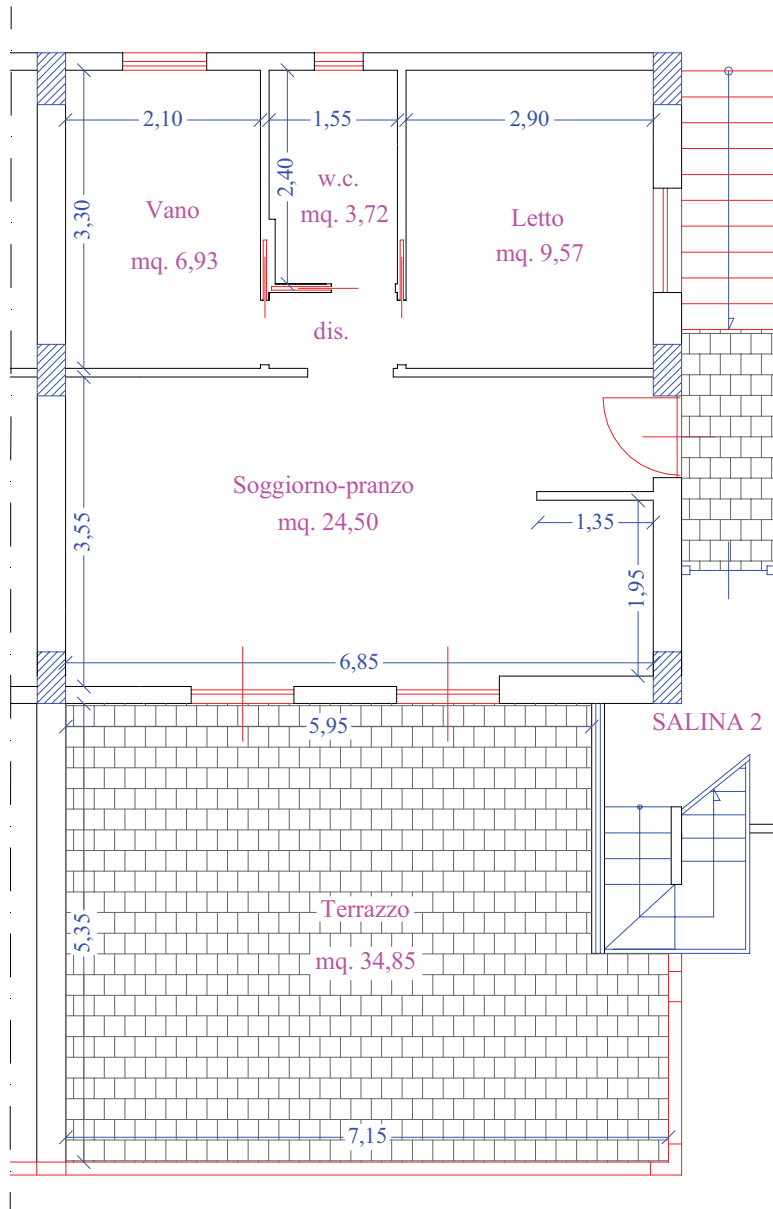 2,10
1,55
2,90
3,30
2,40
Vano
mq. 6,93
w.c.
mq. 3,72
Letto
mq. 9,57
dis.
Soggiorno-pranzo
mq. 24,50
3,55
1,35
1,95
6,85
5,95
SALINA 2
Terrazzo
mq. 34,85
5,35
7,15